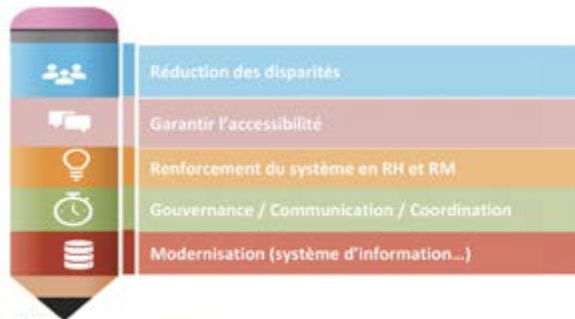 Réduction des disparités
Garantir l'accessibilité
Renforcement du système en RH et RM
Gouvernance / Communication / Coordination
Modernisation (système d'information...)